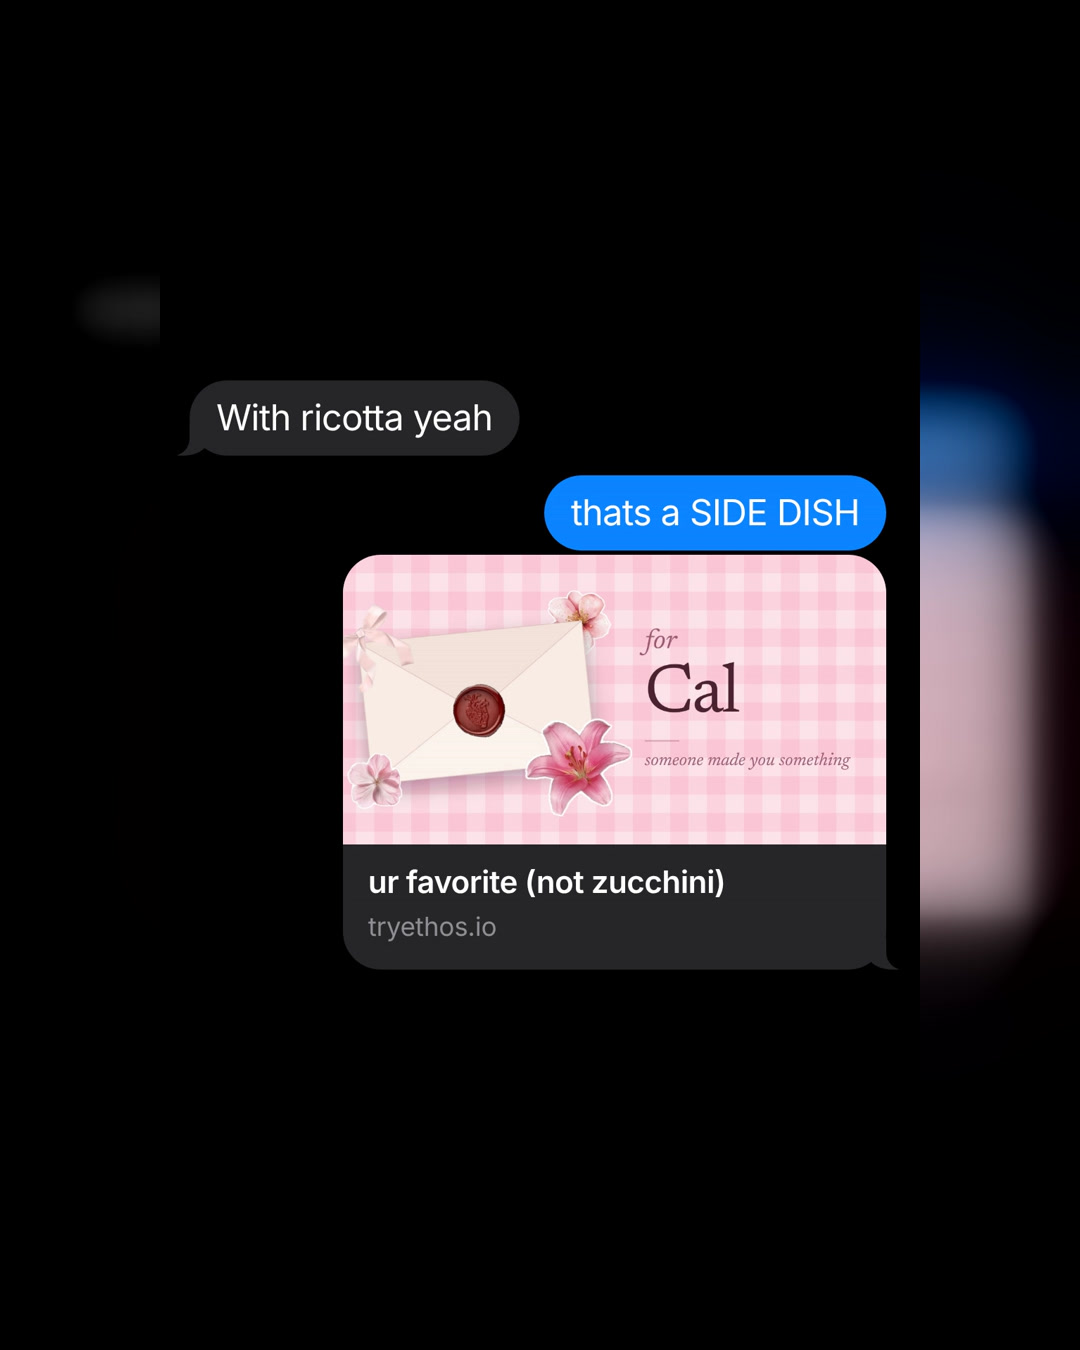 With ricotta yeah
thats a SIDE DISH
for
Cal
someone made you something
ur favorite (not zucchini)
tryethos.io